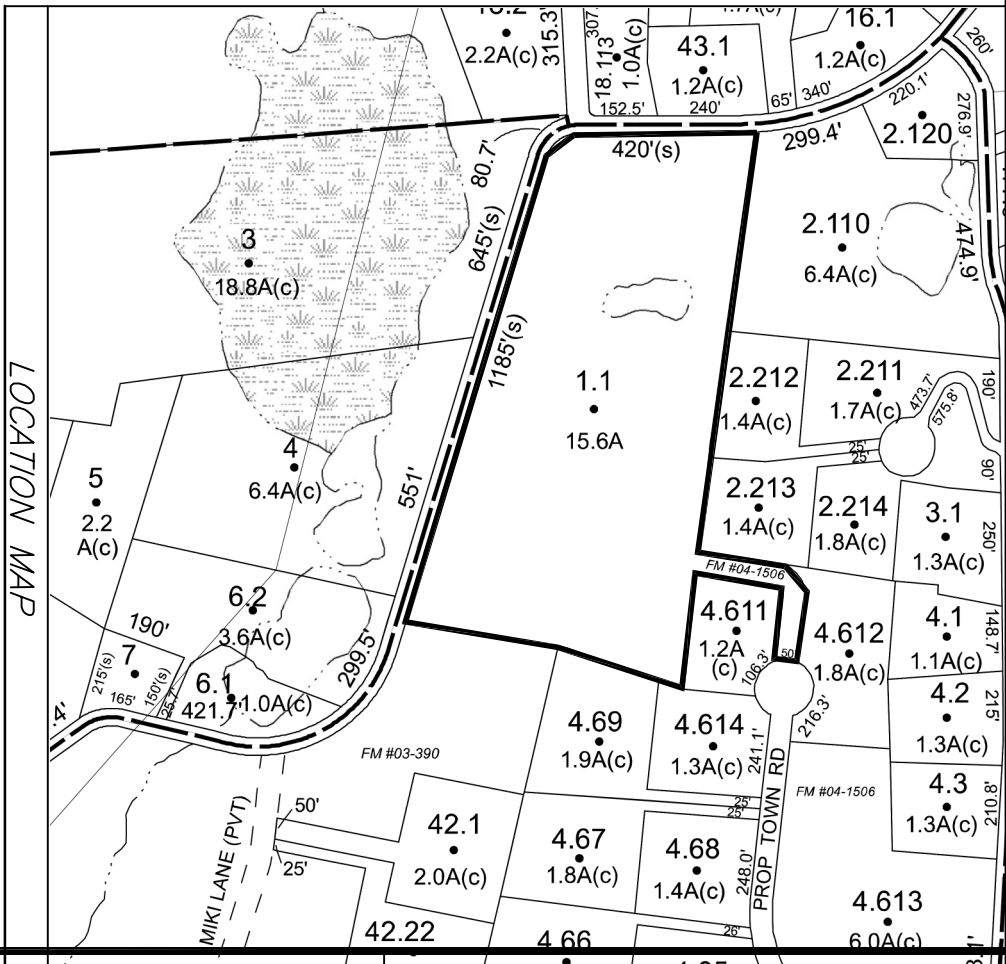 LOCATION MAP
2.2A(c)
315.3'
18.113
1.0A(c)
43.1
1.2A(c)
16.1
1.2A(c)
260'
152.5'
240'
65'
340'
220.1'
276.9'
2.120
420'(s)
299.4'
80.7'
645'(s)
3
18.8A(c)
2.110
6.4A(c)
474.9'
1185'(s)
1.1
15.6A
2.212
1.4A(c)
2.211
1.7A(c)
473.7'
575.8'
190'
25'
25'
90'
4
6.4A(c)
551'
5
2.2
A(c)
2.213
1.4A(c)
2.214
1.8A(c)
3.1
1.3A(c)
250'
FM #04-1506
6.2
3.6A(c)
190'
299.5'
4.611
1.2A
(c)
106.3'
50'
4.612
1.8A(c)
4.1
1.1A(c)
148.7'
7
215'(s)
165'
150'(s)
25.7'
6.1
1.0A(c)
421.7'
216.3'
4.2
1.3A(c)
215'
FM #03-390
4.69
1.9A(c)
4.614
1.3A(c)
241.1'
FM #04-1506
4.3
1.3A(c)
210.8'
25'
25'
PROP TOWN RD
50'
25'
MIKI LANE (PVT)
42.1
2.0A(c)
4.67
1.8A(c)
4.68
1.4A(c)
248.0'
4.613
6.0A(c)
42.22
4.66
26'